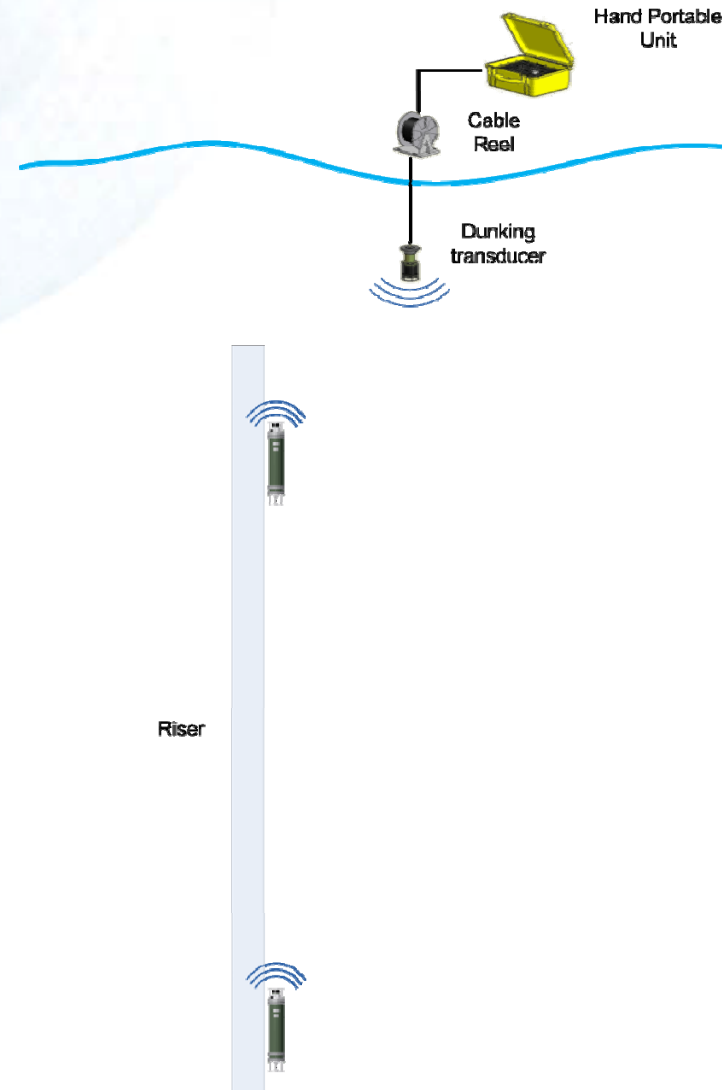 Hand Portable
Unit
Cable
Reel
Dunking
transducer
Riser